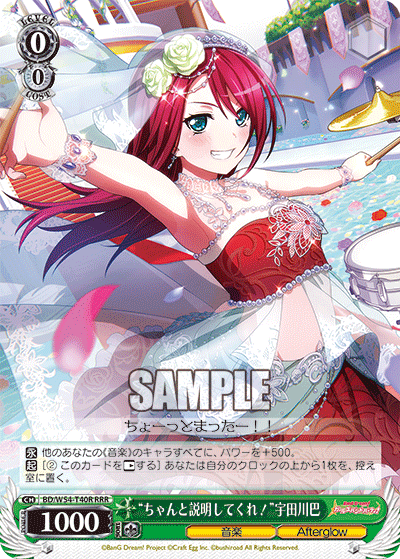 LEVEL
0
0
COST
SAMPLE
ちょーっとまったー！！
永 他のあなたの《音楽》のキャラすべてに、パワーを＋500。
起 [② このカードを する] あなたは自分のクロックの上から1枚を、控え
室に置く。
CH BD/W54-T40R RRR
1000
“ちゃんと説明してくれ！”宇田川巴
音楽
Afterglow
©BanG Dream! Project ©Craft Egg Inc. ©bushiroad All Rights Reserved.